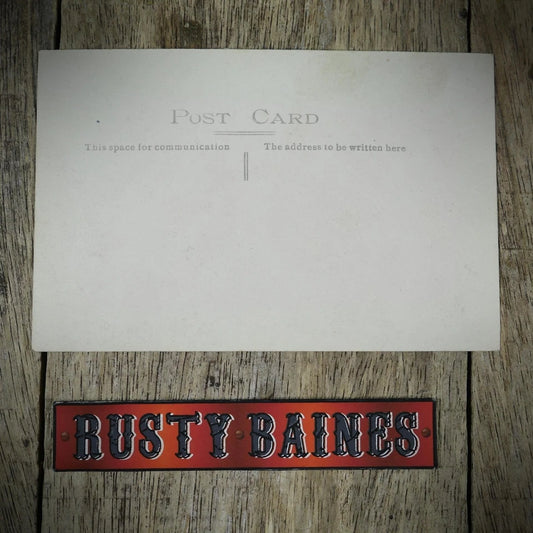 POST CARD
This space for communication
The address to be written here
RUSTY BAINES